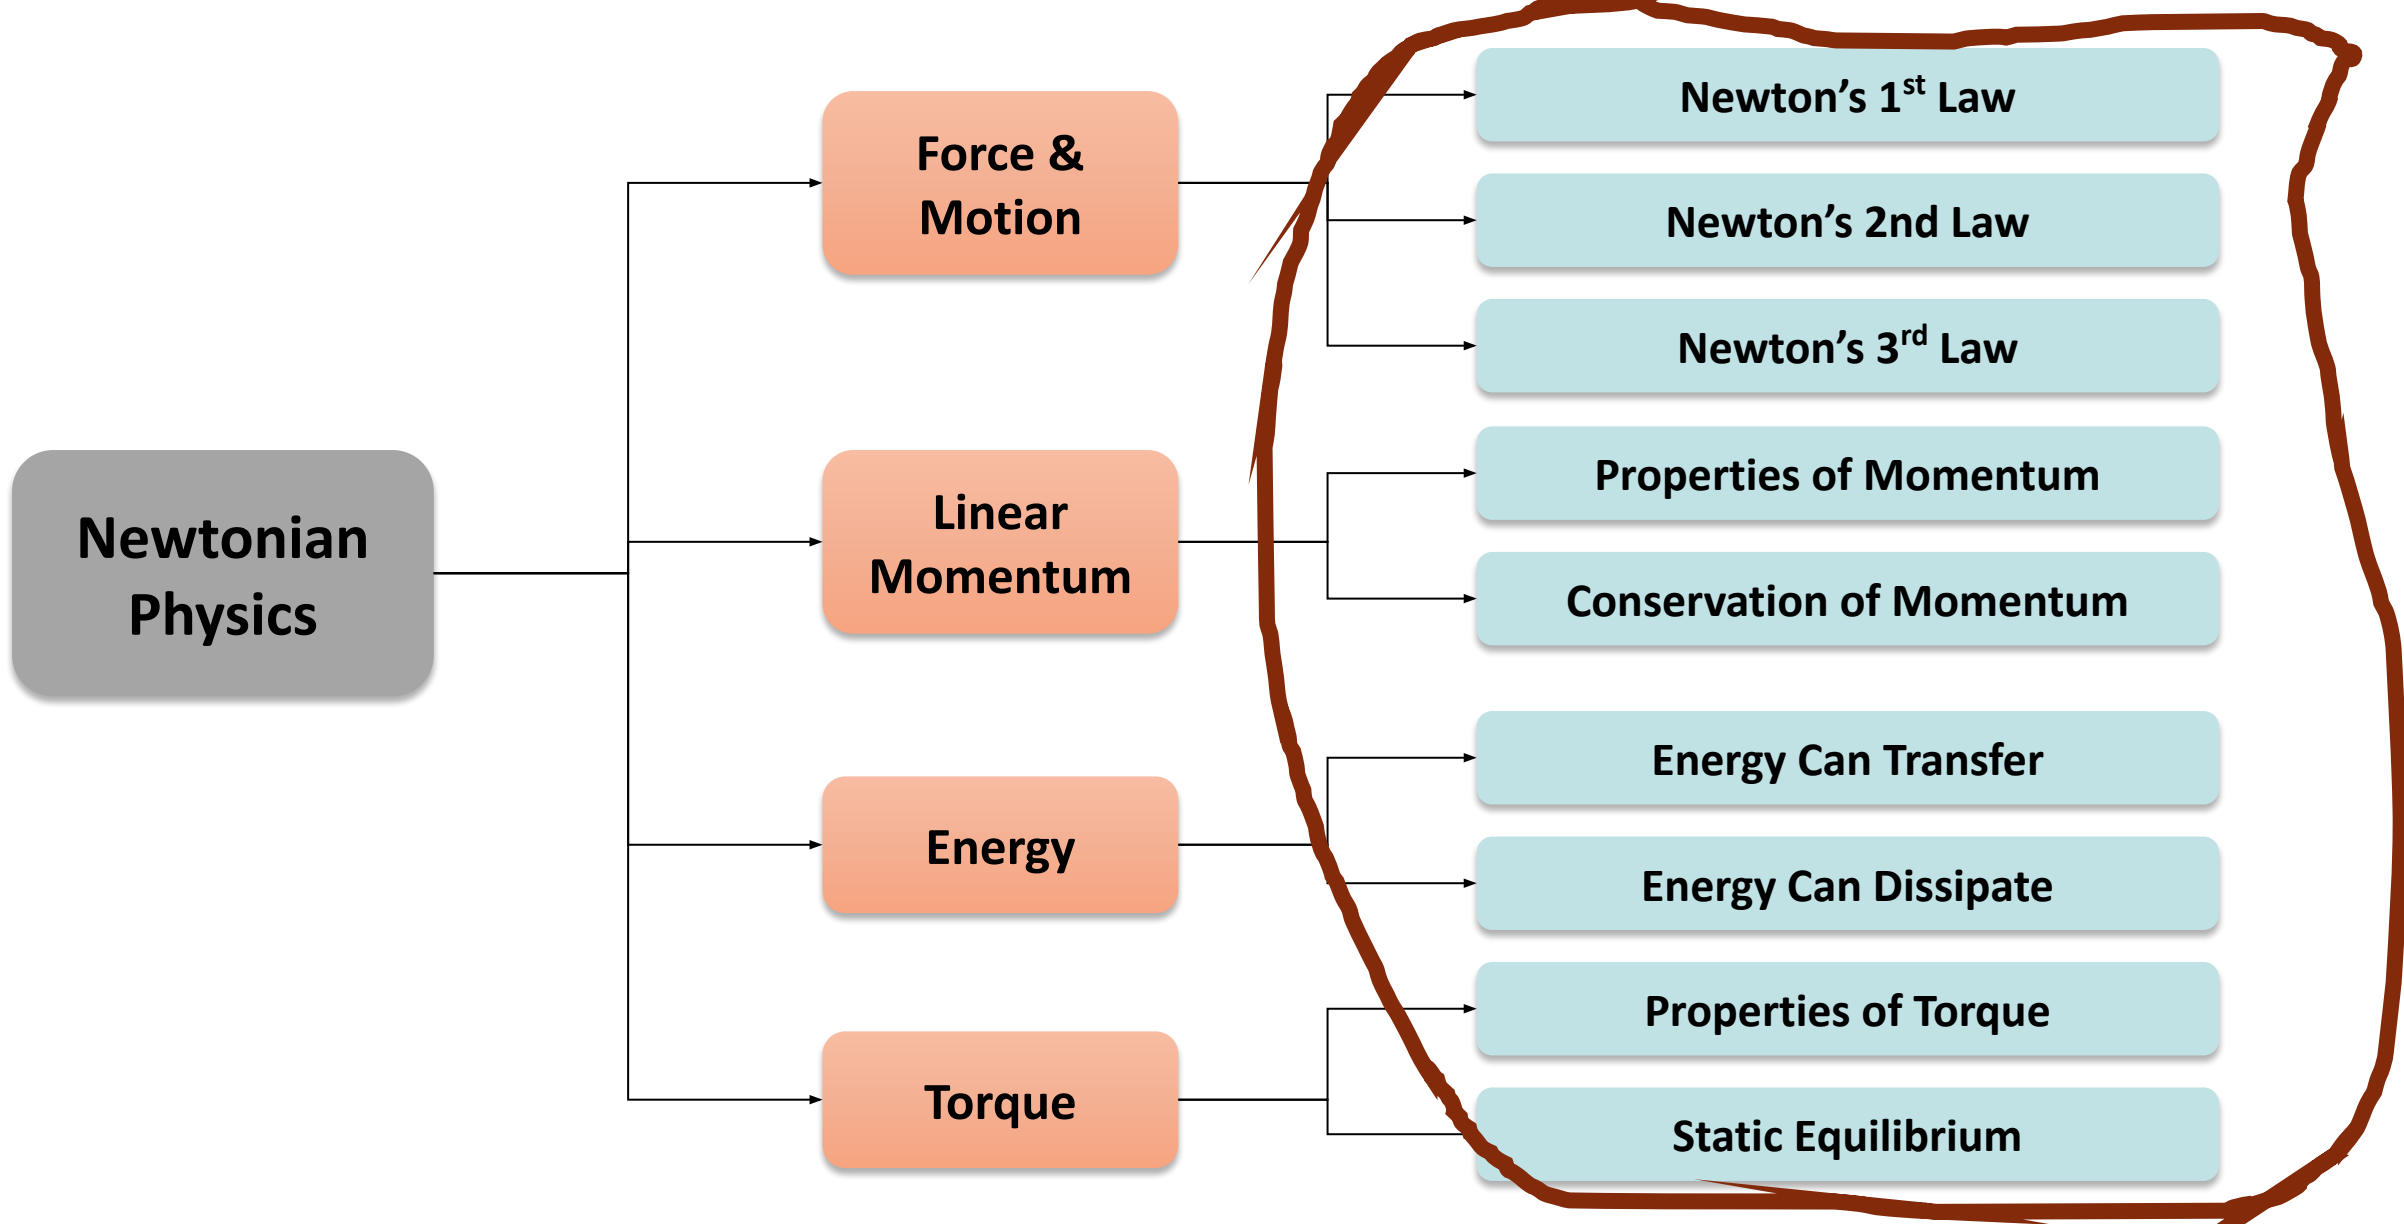 Newtonian
Physics
Force &
Motion
Newton’s 1st Law
Newton’s 2nd Law
Newton’s 3rd Law
Linear
Momentum
Properties of Momentum
Conservation of Momentum
Energy
Energy Can Transfer
Energy Can Dissipate
Torque
Properties of Torque
Static Equilibrium